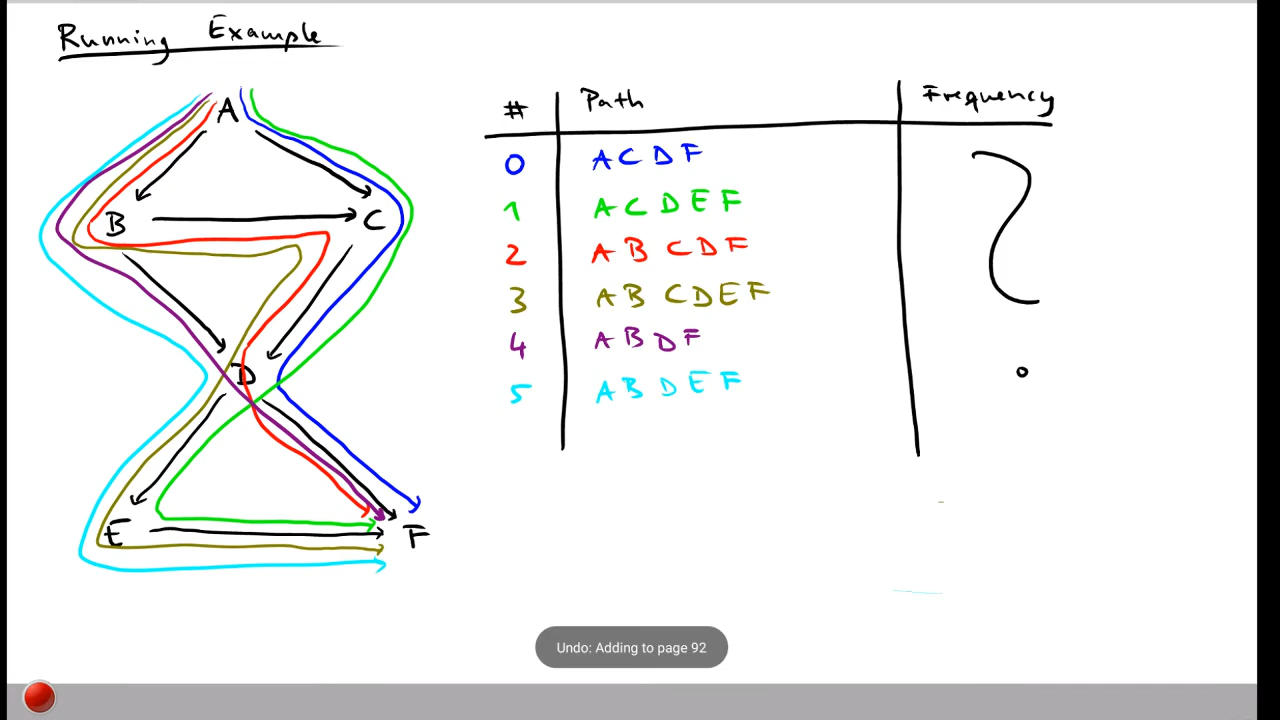 Running Example
A
B C
D
E F
# Path Frequency
0 A C D F
1 A C D E F
2 A B C D F
3 A B C D E F
4 A B D F
5 A B D E F
?
Undo: Adding to page 92